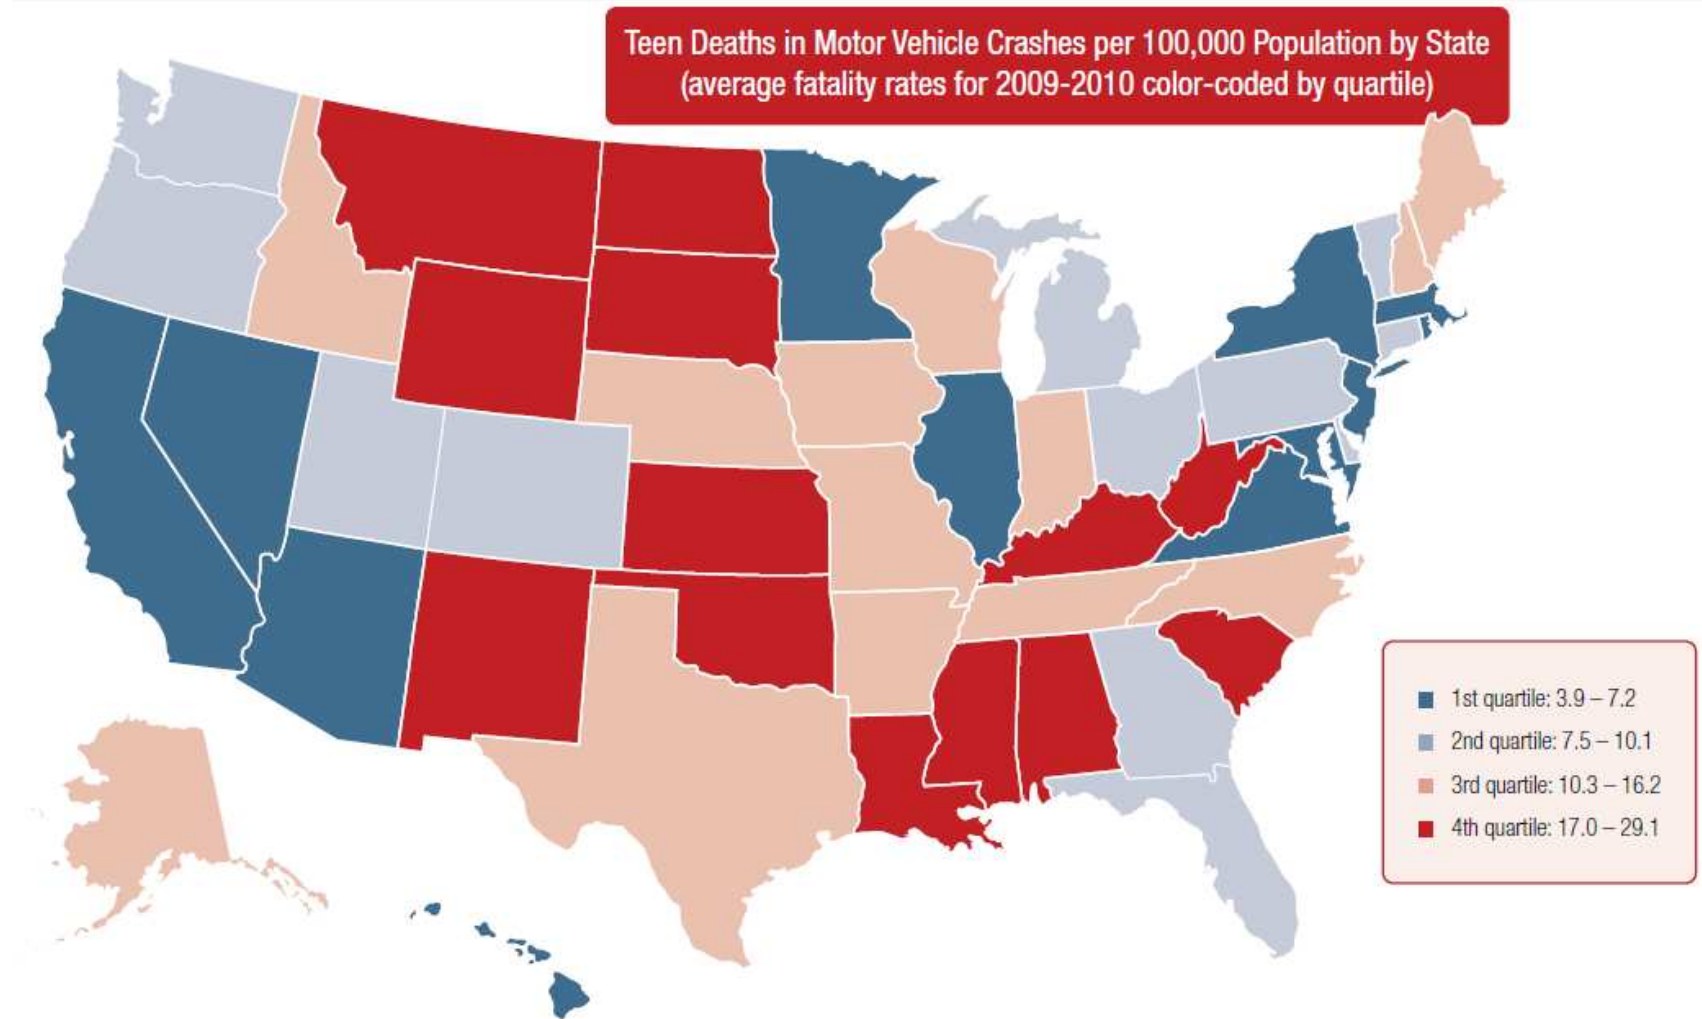 Teen Deaths in Motor Vehicle Crashes per 100,000 Population by State
(average fatality rates for 2009-2010 color-coded by quartile)
1st quartile: 3.9 – 7.2
2nd quartile: 7.5 – 10.1
3rd quartile: 10.3 – 16.2
4th quartile: 17.0 – 29.1